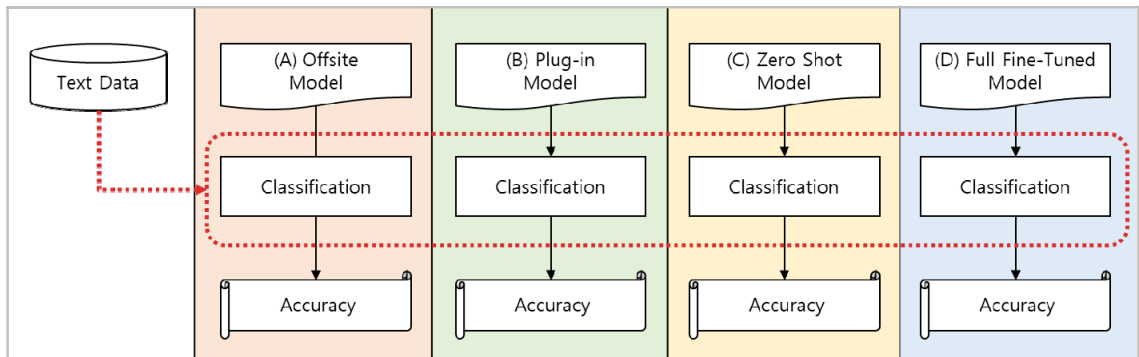 Text Data
(A) Offsite
Model
(B) Plug-in
Model
(C) Zero Shot
Model
(D) Full Fine-Tuned
Model
Classification
Classification
Classification
Classification
Accuracy
Accuracy
Accuracy
Accuracy